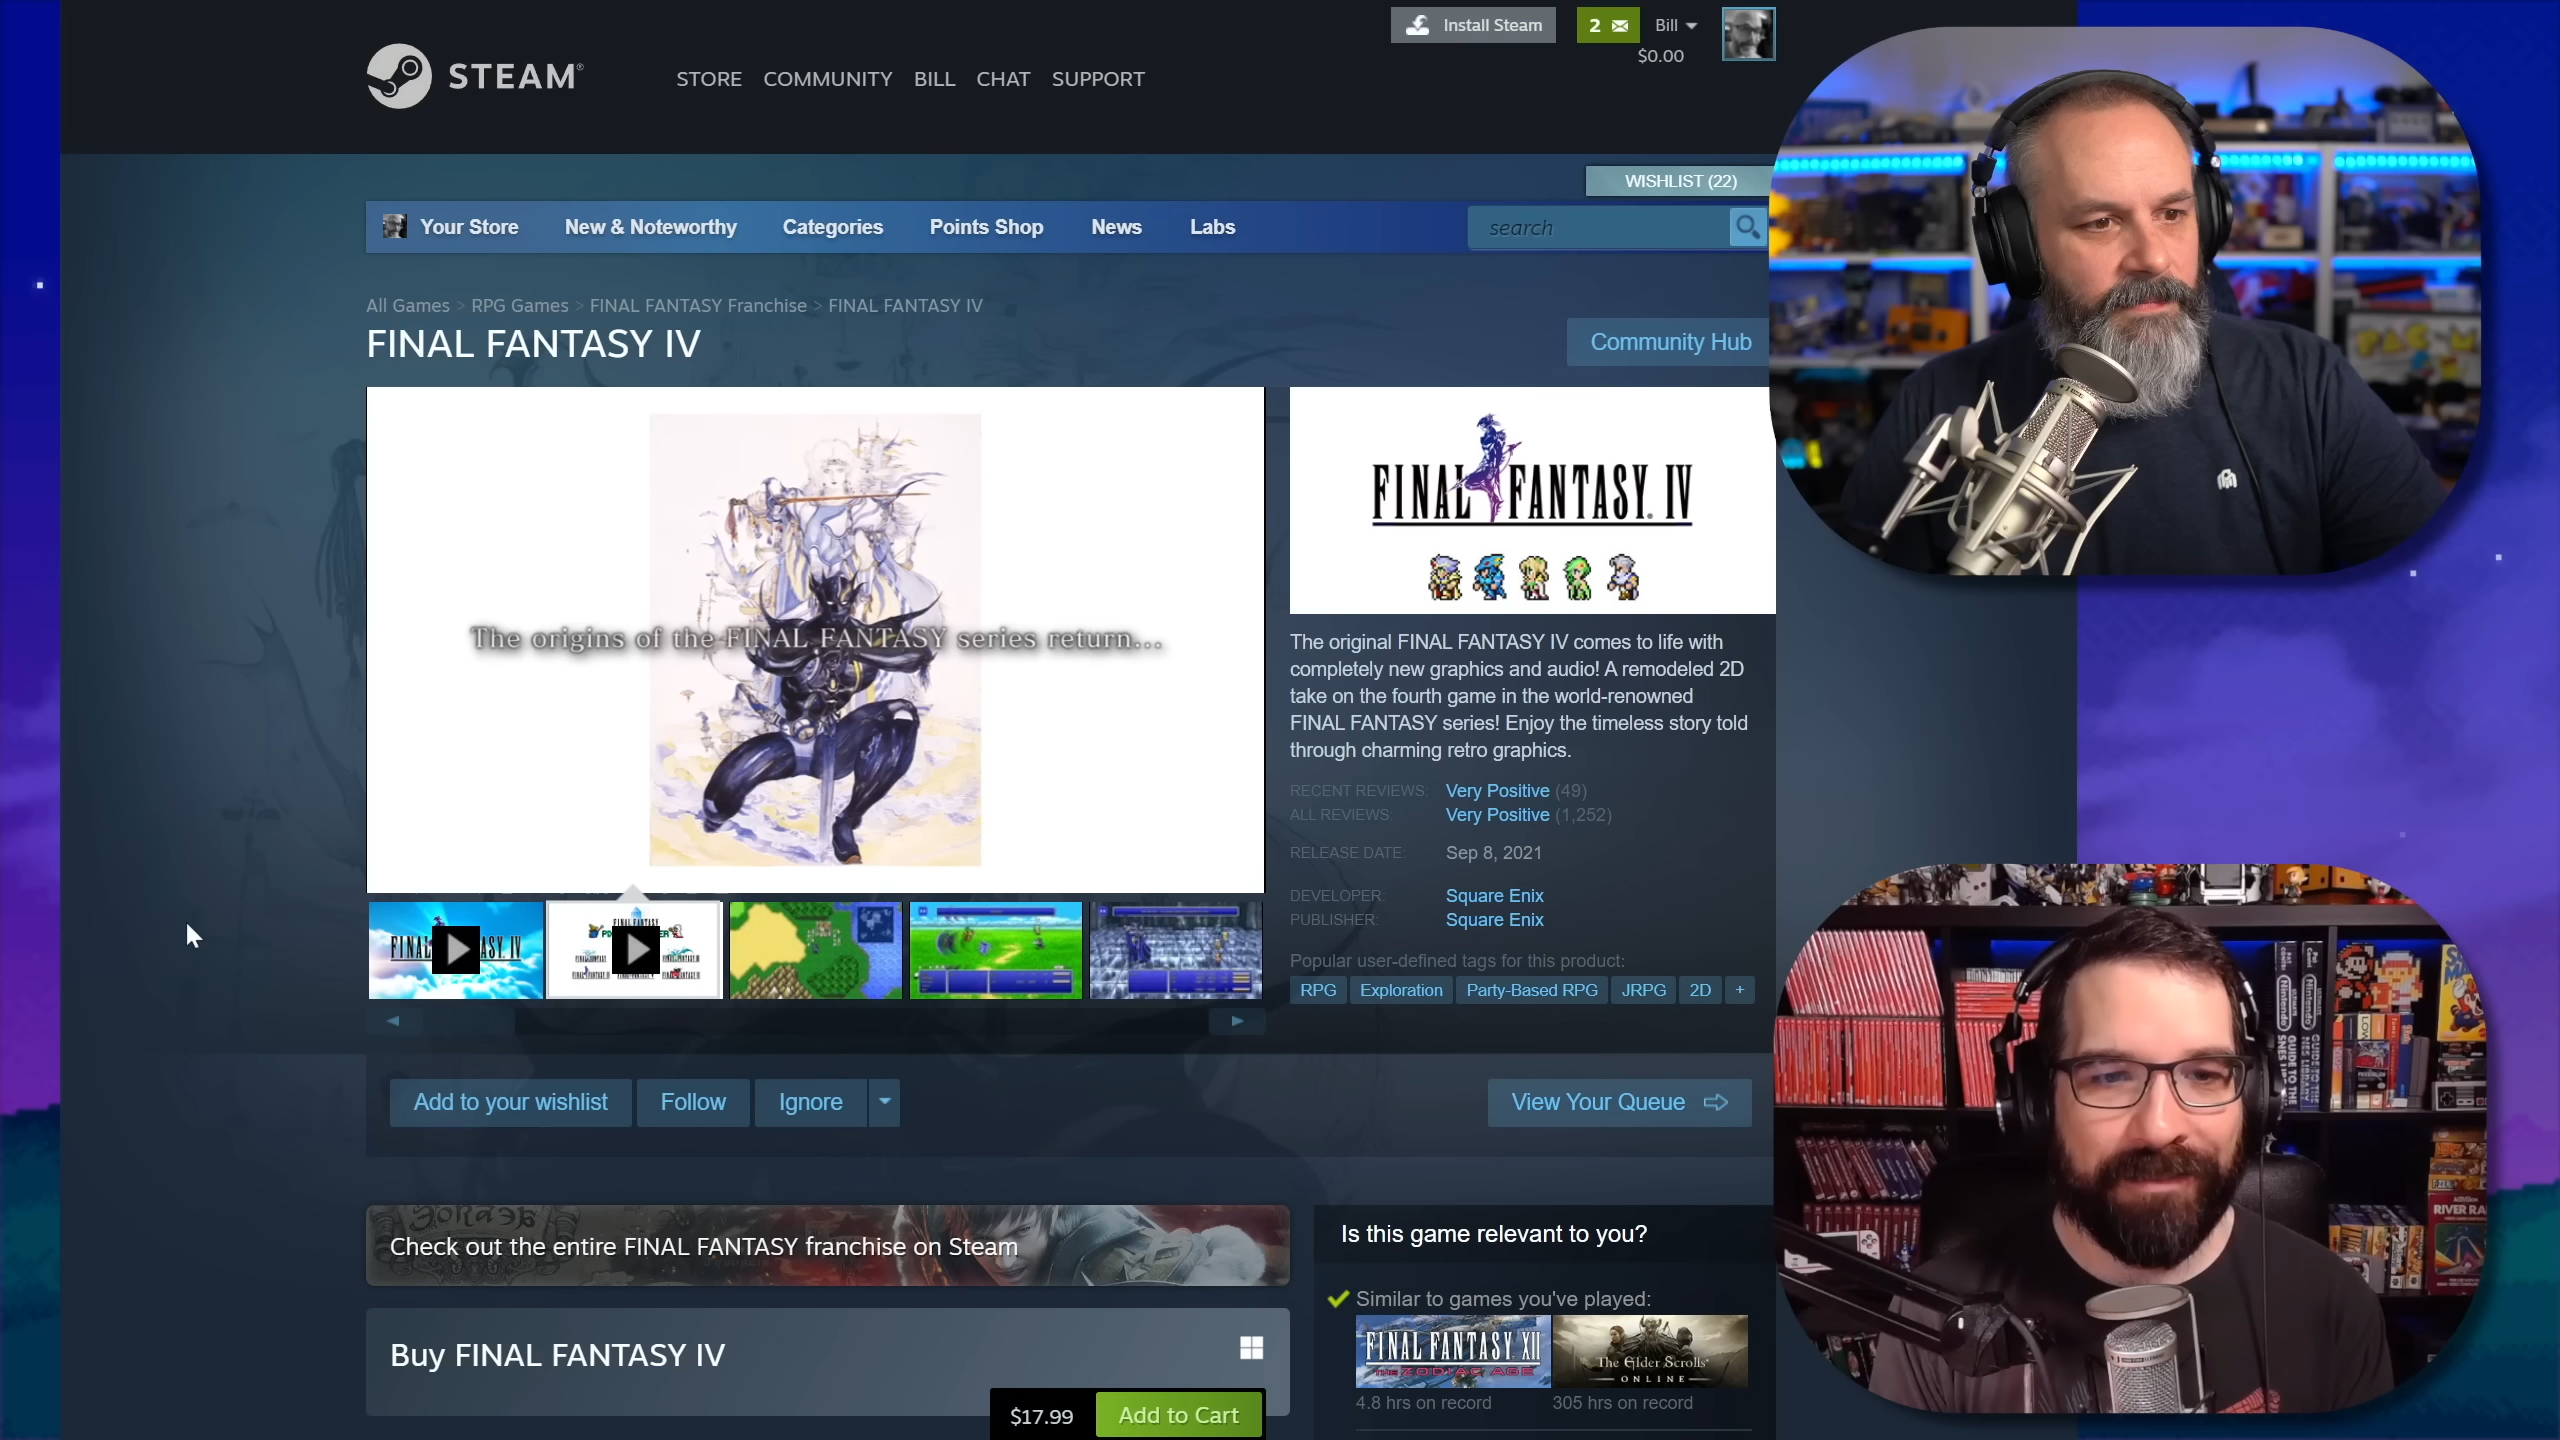 Install Steam
2
Bill
$0.00
STEAM®
STORE COMMUNITY BILL CHAT SUPPORT
WISHLIST (22)
Your Store New & Noteworthy Categories Points Shop News Labs
search
All Games > RPG Games > FINAL FANTASY Franchise > FINAL FANTASY IV
FINAL FANTASY IV
Community Hub
The origins of the FINAL FANTASY series return...
FINAL FANTASY IV
The original FINAL FANTASY IV comes to life with
completely new graphics and audio! A remodeled 2D
take on the fourth game in the world-renowned
FINAL FANTASY series! Enjoy the timeless story told
through charming retro graphics.
RECENT REVIEWS: Very Positive (49)
ALL REVIEWS: Very Positive (1,252)
RELEASE DATE: Sep 8, 2021
DEVELOPER: Square Enix
PUBLISHER: Square Enix
Popular user-defined tags for this product:
RPG Exploration Party-Based RPG JRPG 2D +
Add to your wishlist Follow Ignore
View Your Queue
Check out the entire FINAL FANTASY franchise on Steam
Buy FINAL FANTASY IV
$17.99 Add to Cart
Is this game relevant to you?
Similar to games you've played:
FINAL FANTASY XII
THE ZODIAC AGE
The Elder Scrolls
ONLINE
4.8 hrs on record 305 hrs on record